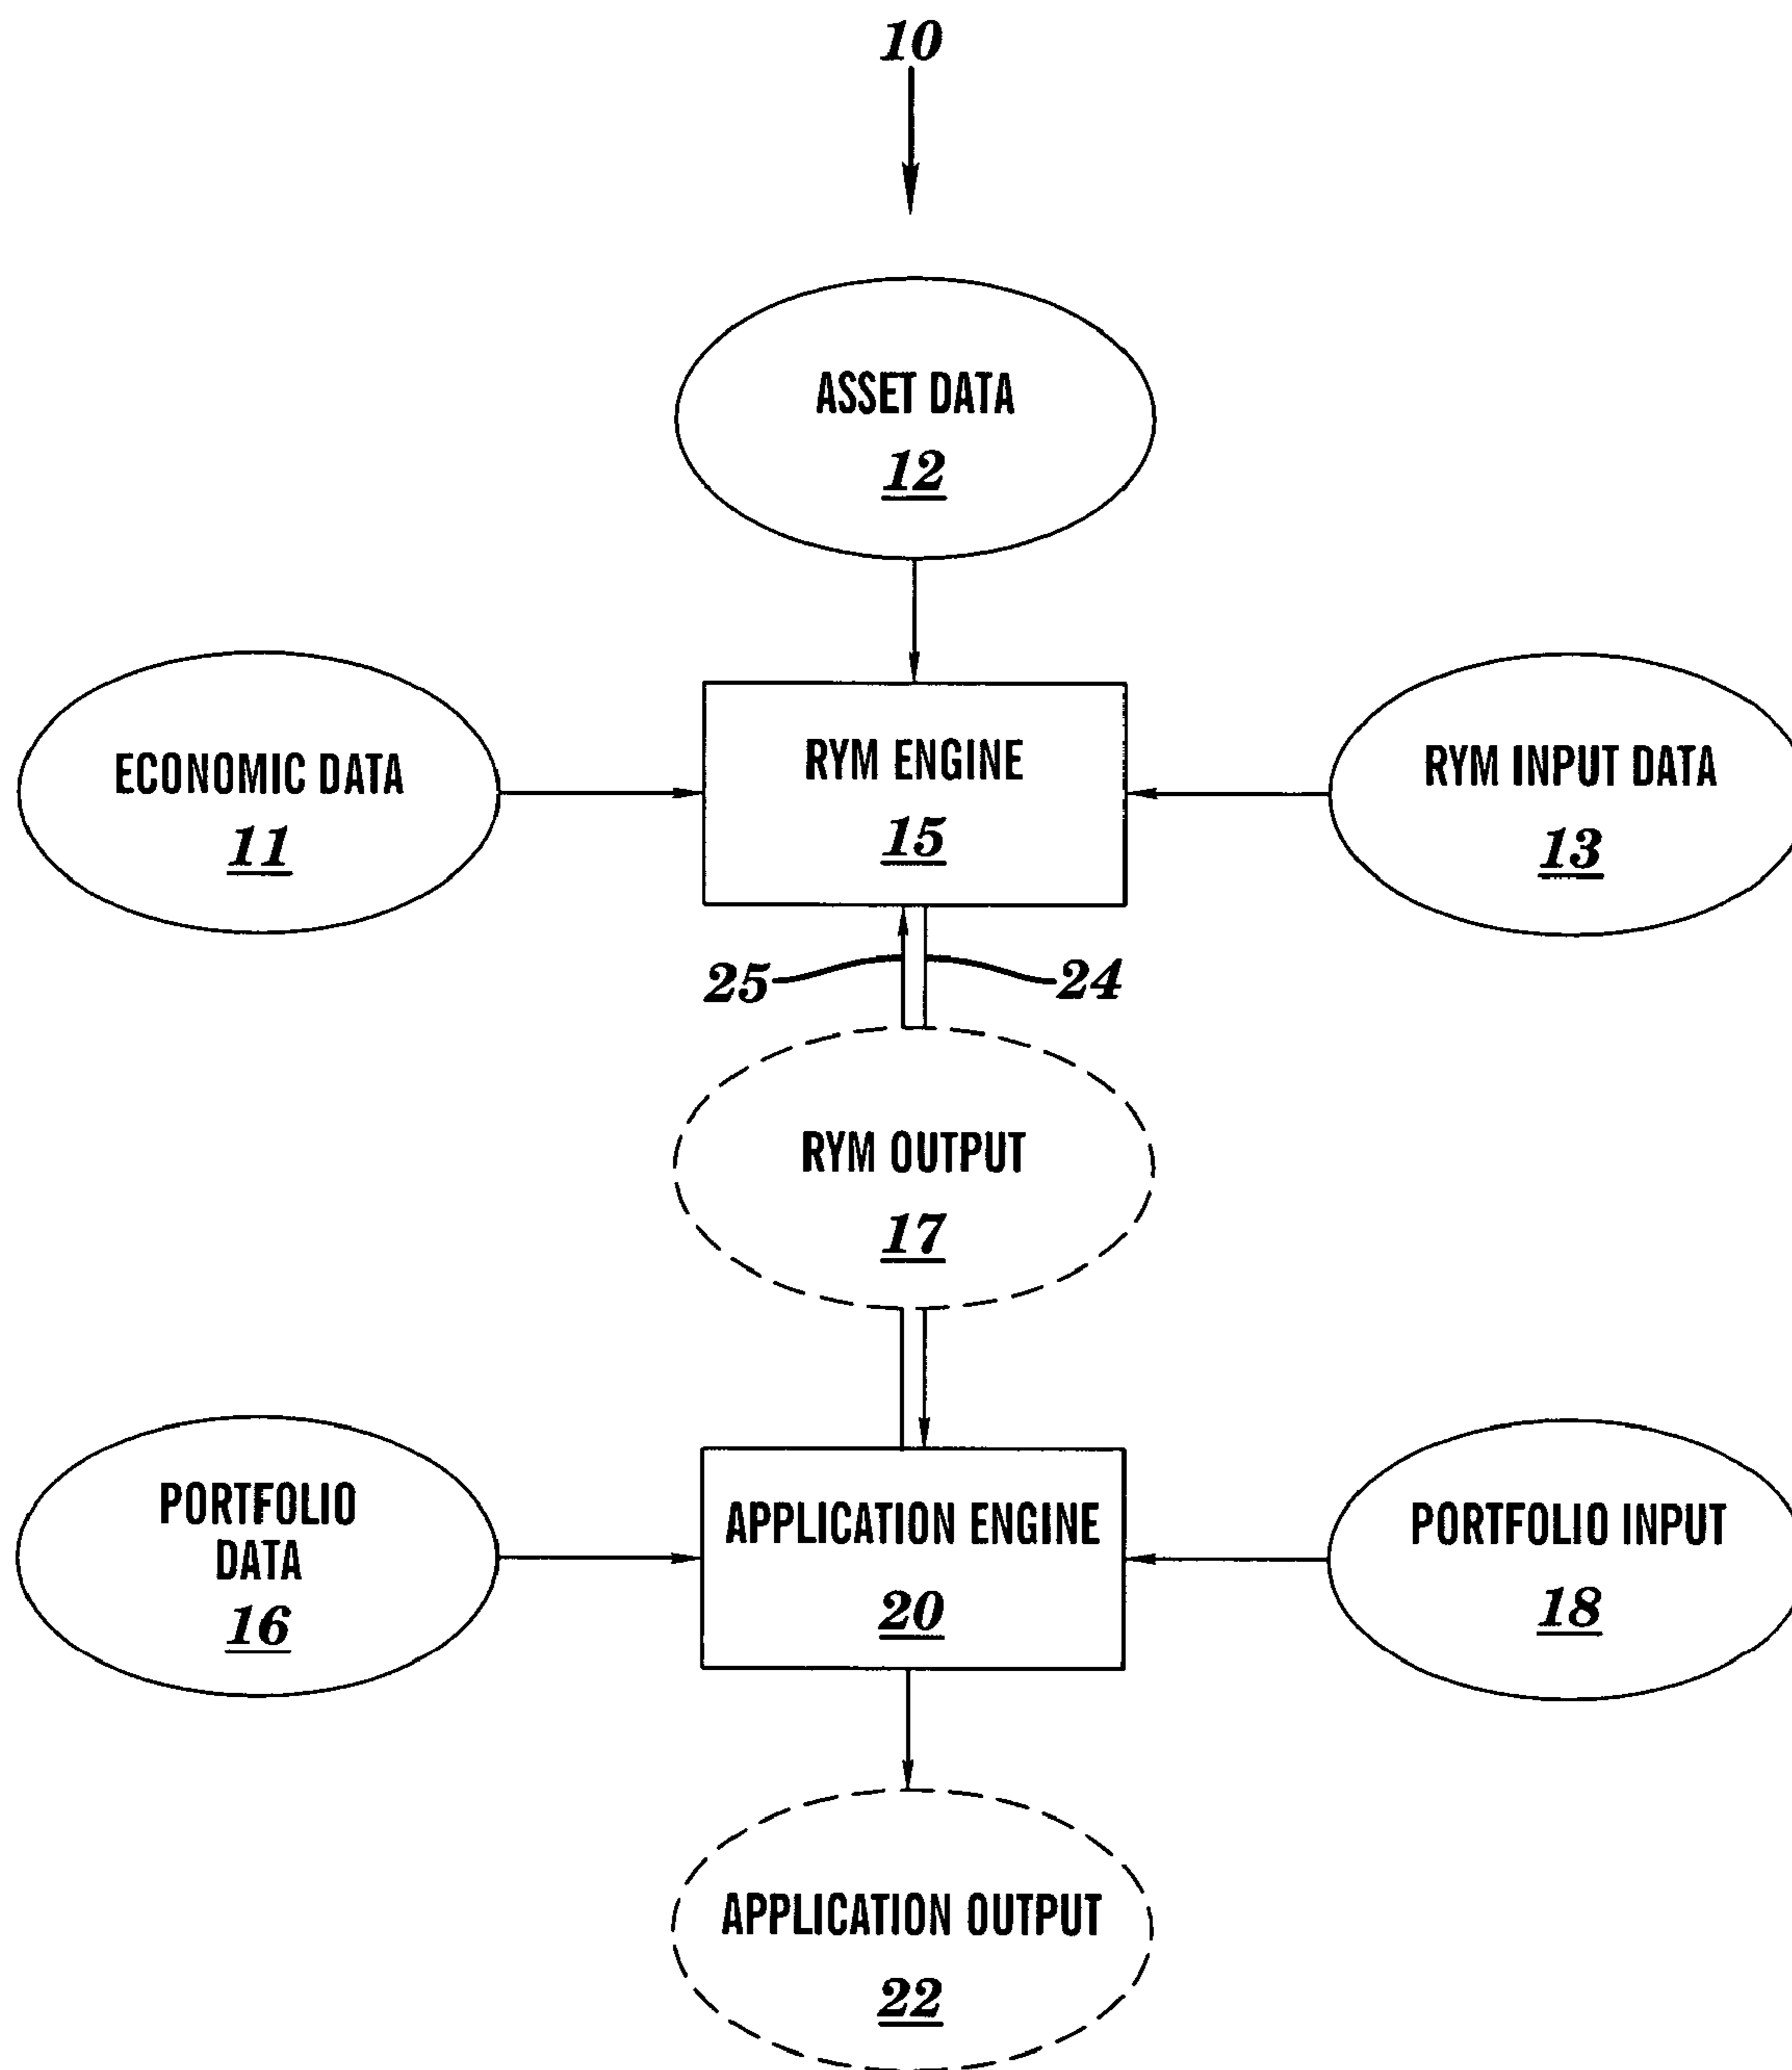 10
ASSET DATA
12
ECONOMIC DATA
11
RYM ENGINE
15
RYM INPUT DATA
13
25
24
RYM OUTPUT
17
PORTFOLIO
DATA
16
APPLICATION ENGINE
20
PORTFOLIO INPUT
18
APPLICATION OUTPUT
22